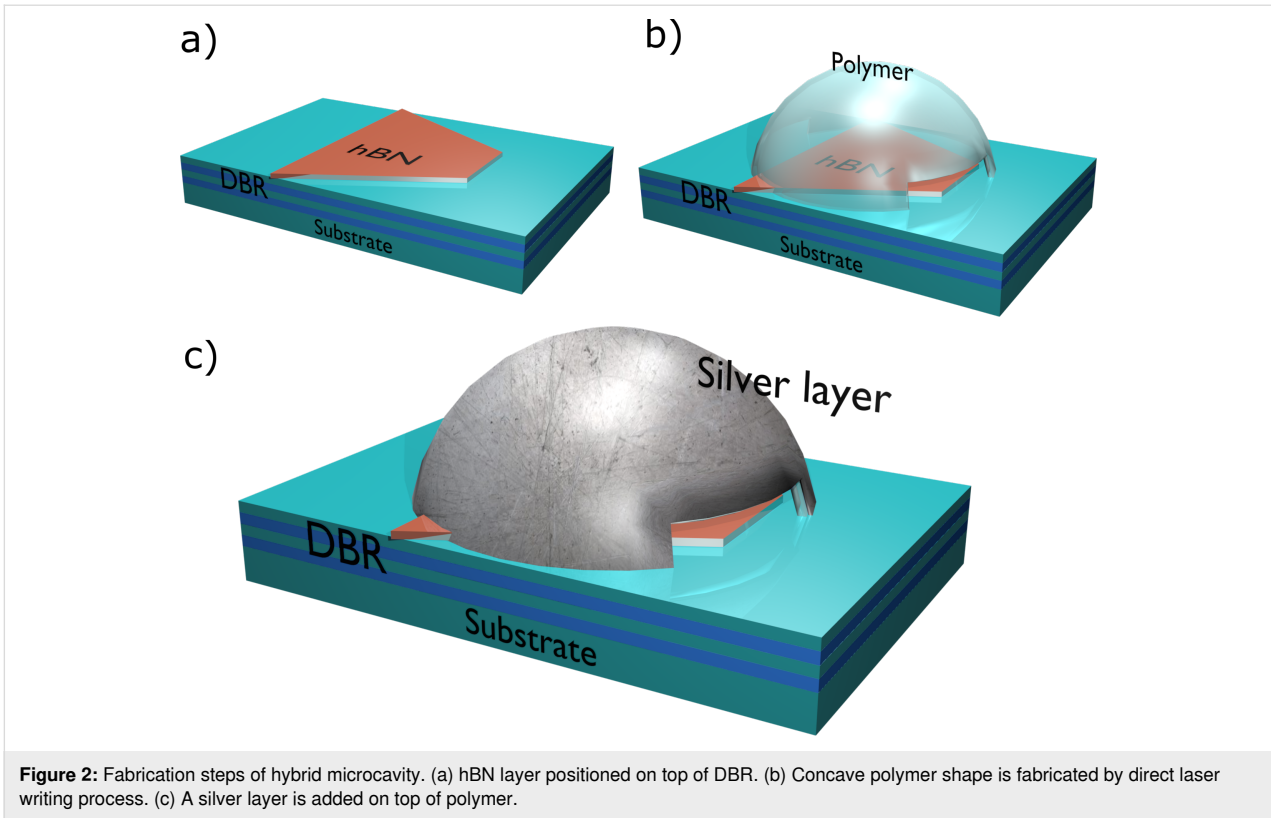 a)
hBN
DBR
Substrate
b)
Polymer
hBN
DBR
Substrate
c)
Silver layer
DBR
Substrate
Figure 2: Fabrication steps of hybrid microcavity. (a) hBN layer positioned on top of DBR. (b) Concave polymer shape is fabricated by direct laser
writing process. (c) A silver layer is added on top of polymer.